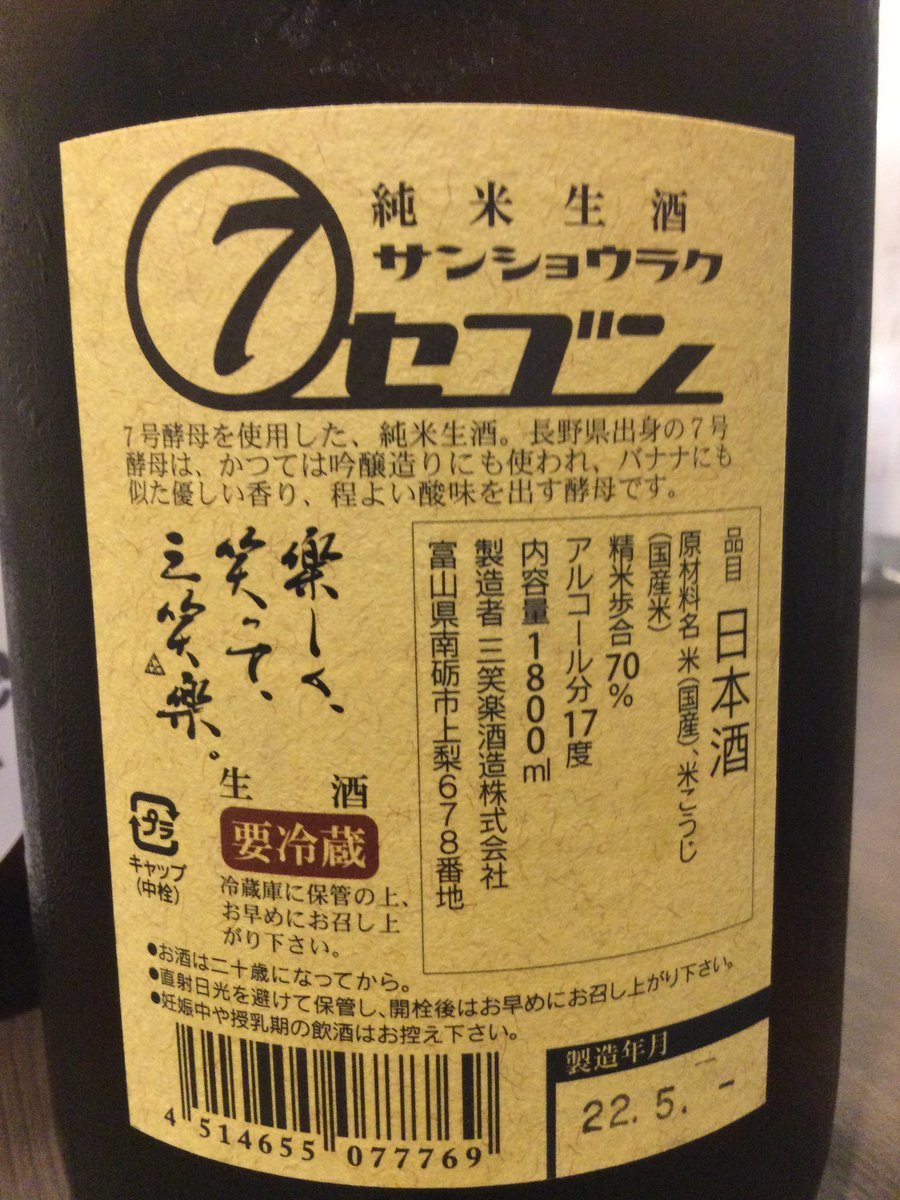 7
純米生酒
サンショウラク
セブン
7号酵母を使用した、純米生酒。長野県出身の7号
酵母は、かつては吟醸造りにも使われ、バナナにも
似た優しい香り、程よい酸味を出す酵母です。
品目 日本酒
原材料名 米(国産)、米こうじ
(国産米)
精米歩合70%
アルコール分17度
内容量1800ml
製造者 三笑楽酒造株式会社
富山県南砺市上梨678番地
楽しく、
笑って、
三笑楽。
生酒
要冷蔵
冷蔵庫に保管の上、
お早めにお召し上
がり下さい。
プラ
キャップ
(中栓)
●お酒は二十歳になってから。
●直射日光を避けて保管し、開栓後はお早めにお召し上がり下さい。
●妊娠中や授乳期の飲酒はお控え下さい。
4 514655 077769
製造年月
22.5.-